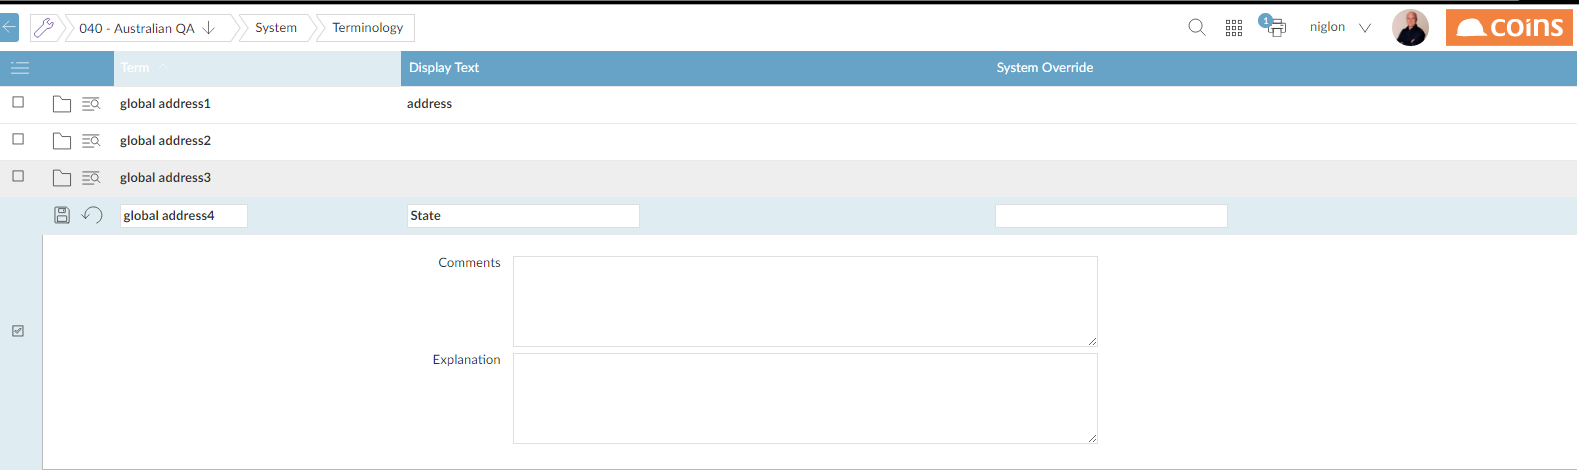 040 - Australian QA System Terminology 1 niglon coins
Term Display Text System Override
global address1 address
global address2
global address3
global address4 State
Comments
Explanation